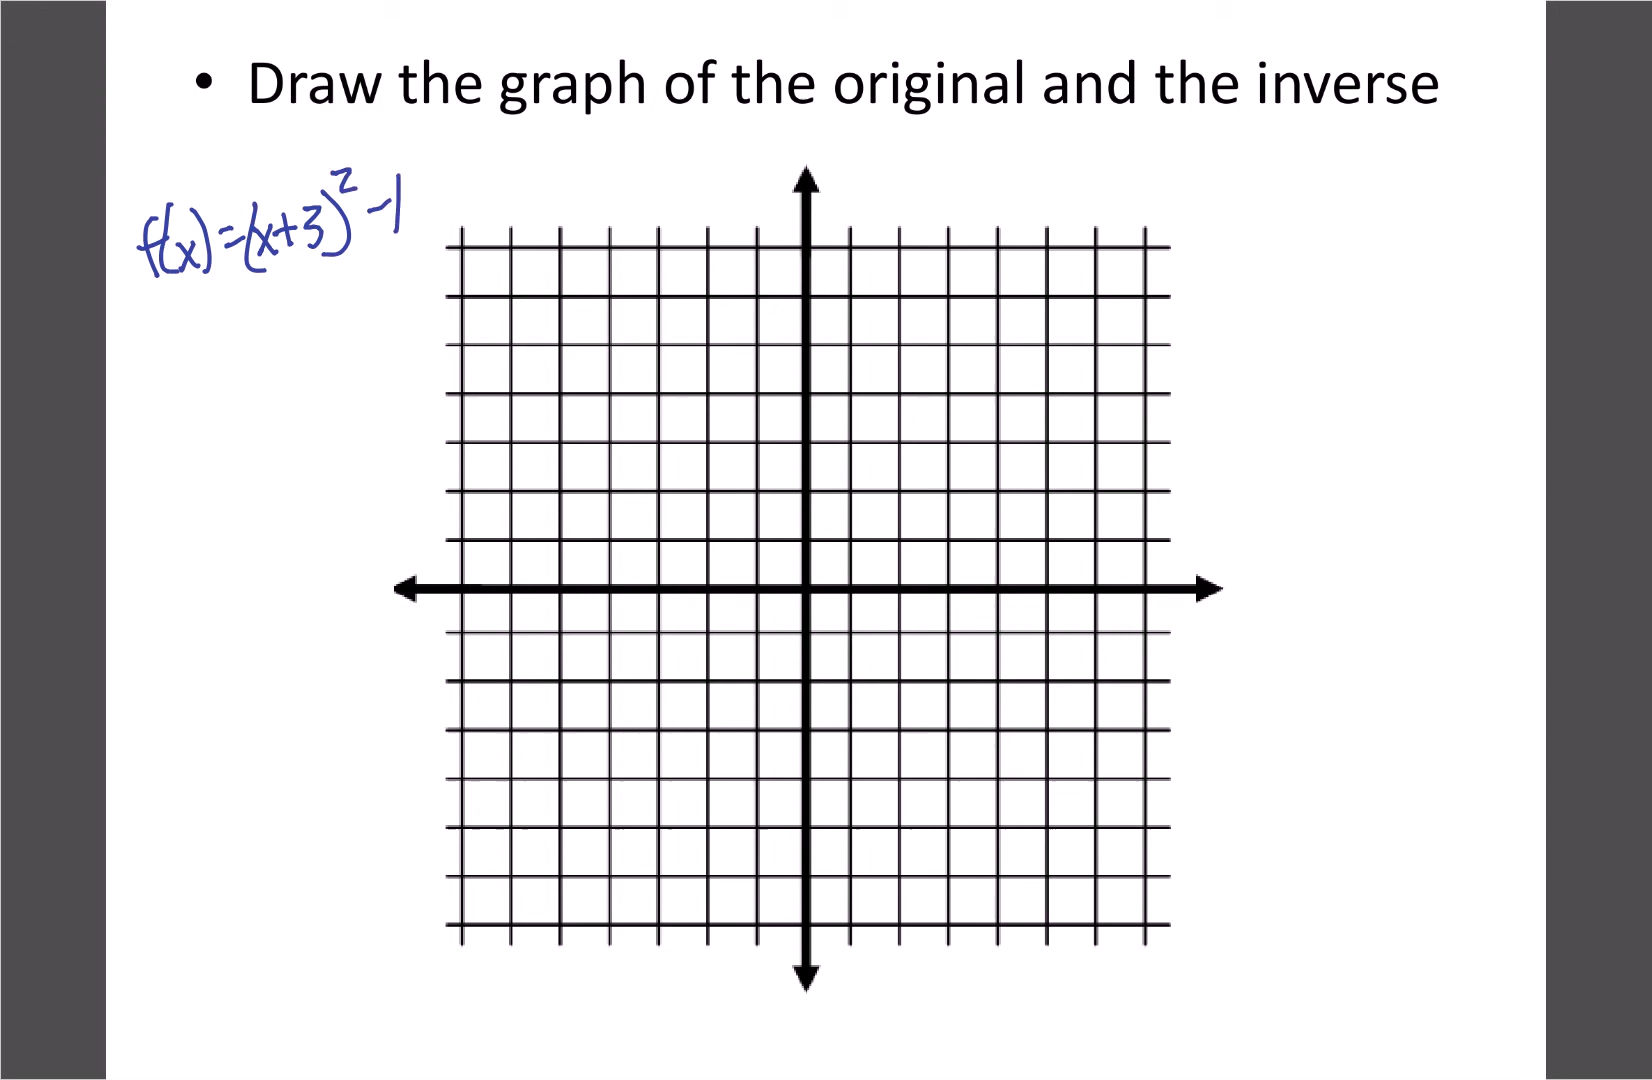 • Draw the graph of the original and the inverse
f(x)=(x+3)²-1